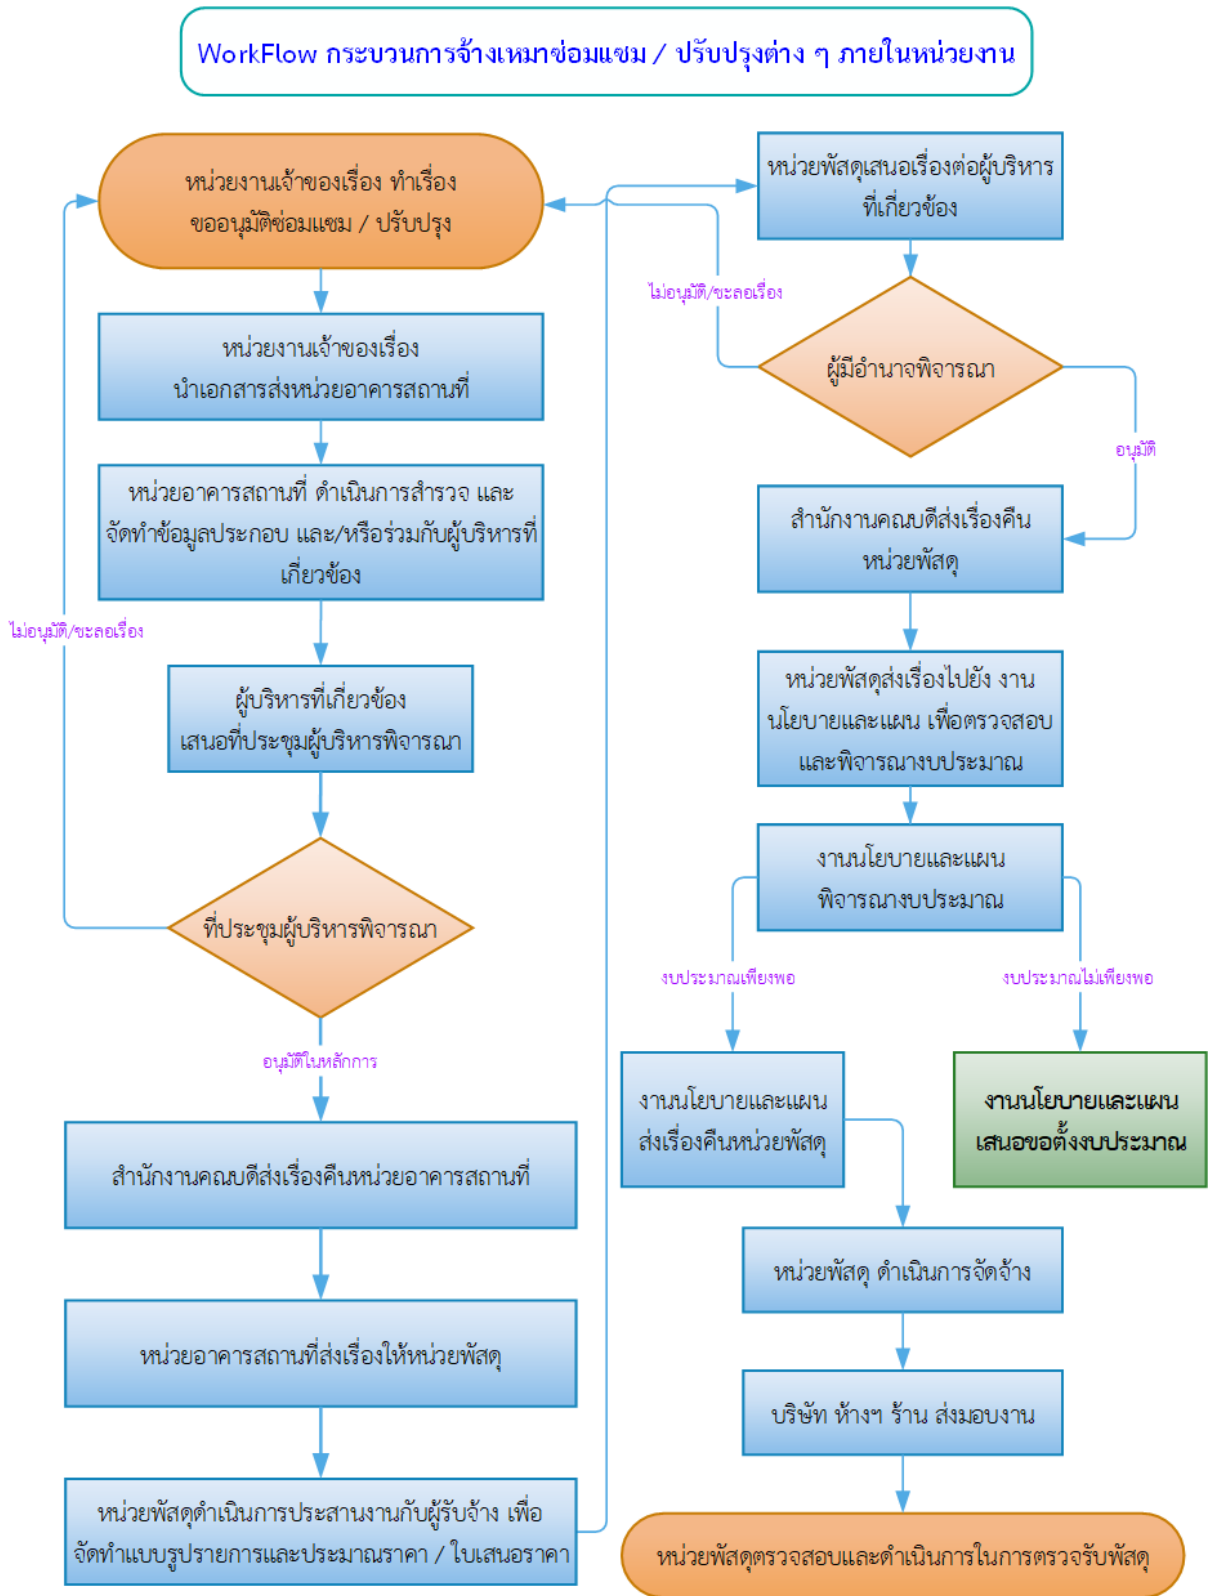 WorkFlow กระบวนการจ้างเหมาซ่อมแซม / ปรับปรุงต่าง ๆ ภายในหน่วยงาน
หน่วยงานเจ้าของเรื่อง ทำเรื่อง
ขออนุมัติซ่อมแซม / ปรับปรุง
หน่วยงานเจ้าของเรื่อง
นำเอกสารส่งหน่วยอาคารสถานที่
หน่วยอาคารสถานที่ ดำเนินการสำรวจ และ
จัดทำข้อมูลประกอบ และ/หรือร่วมกับผู้บริหารที่
เกี่ยวข้อง
ไม่อนุมัติ/ชะลอเรื่อง
ผู้บริหารที่เกี่ยวข้อง
เสนอที่ประชุมผู้บริหารพิจารณา
ที่ประชุมผู้บริหารพิจารณา
อนุมัติในหลักการ
สำนักงานคณบดีส่งเรื่องคืนหน่วยอาคารสถานที่
หน่วยอาคารสถานที่ส่งเรื่องให้หน่วยพัสดุ
หน่วยพัสดุดำเนินการประสานงานกับผู้รับจ้าง เพื่อ
จัดทำแบบรูปรายการและประมาณราคา / ใบเสนอราคา
หน่วยพัสดุเสนอเรื่องต่อผู้บริหาร
ที่เกี่ยวข้อง
ไม่อนุมัติ/ชะลอเรื่อง
ผู้มีอำนาจพิจารณา
อนุมัติ
สำนักงานคณบดีส่งเรื่องคืน
หน่วยพัสดุ
หน่วยพัสดุส่งเรื่องไปยัง งาน
นโยบายและแผน เพื่อตรวจสอบ
และพิจารณางบประมาณ
งานนโยบายและแผน
พิจารณางบประมาณ
งบประมาณเพียงพอ
งบประมาณไม่เพียงพอ
งานนโยบายและแผน
ส่งเรื่องคืนหน่วยพัสดุ
งานนโยบายและแผน
เสนอขอตั้งงบประมาณ
หน่วยพัสดุ ดำเนินการจัดจ้าง
บริษัท ห้างฯ ร้าน ส่งมอบงาน
หน่วยพัสดุตรวจสอบและดำเนินการในการตรวจรับพัสดุ